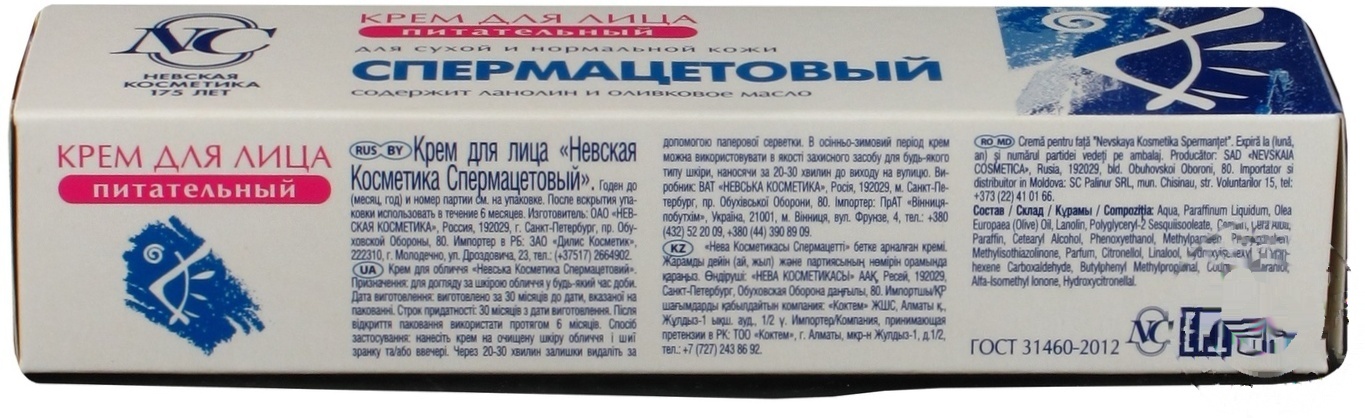 НЕВСКАЯ
КОСМЕТИКА
175 ЛЕТ
КРЕМ ДЛЯ ЛИЦА
питательный
для сухой и нормальной кожи
СПЕРМАЦЕТОВЫЙ
содержит ланолин и оливковое масло
КРЕМ ДЛЯ ЛИЦА
питательный
RUS BY Крем для лица «Невская
Косметика Спермацетовый». Годен до
(месяц, год) и номер партии см. на упаковке. После вскрытия упа-
ковки использовать в течение 6 месяцев. Изготовитель: ОАО «НЕВ-
СКАЯ КОСМЕТИКА», Россия, 192029, г. Санкт-Петербург, пр. Обу-
ховской Обороны, 80. Импортер в РБ: ЗАО «Дилис Косметик»,
222310, г. Молодечно, ул. Дроздовича, 23, тел.: (+37517) 2664902.
UA Крем для обличчя «Невська Косметика Спермацетовий».
Призначення: для догляду за шкірою обличчя у будь-який час доби.
Дата виготовлення: виготовлено за 30 місяців до дати, вказаної на
пакованні. Строк придатності: 30 місяців з дати виготовлення. Після
відкриття паковання використати протягом 6 місяців. Спосіб
застосування: нанесіть крем на очищену шкіру обличчя і шиї
зранку та/або ввечері. Через 20-30 хвилин залишки видаліть за
допомогою паперової серветки. В осінньо-зимовий період крем
можна використовувати в якості захисного засобу для будь-якого
типу шкіри, наносячи за 20-30 хвилин до виходу на вулицю. Ви-
робник: ВАТ «НЕВСЬКА КОСМЕТИКА», Росія, 192029, м. Санкт-Пе-
тербург, пр. Обухівської Оборони, 80. Імпортер: ПрАТ «Вінниця-
побутхім», Україна, 21001, м. Вінниця, вул. Фрунзе, 4, тел.: +380
(432) 52 20 09, +380 (44) 390 89 09.
KZ «Нева Косметикасы Спермацетті» бетке арналған кремі.
Жарамды дейін (ай, жыл) және партиясының немірін орамында
қараңыз. Өндіруші: «НЕВА КОСМЕТИКАСЫ» ААҚ, Ресей, 192029,
Санкт-Петербург, Обуховская Оборона даңғылы, 80. Импортшы/ҚР
шағымдарды қабылдайтын компания: «Коктем» ЖШС, Алматы қ.,
Жұлдыз-1 ықш. ауд., 1/2 ү. Импортер/Компания, принимающая
претензии в РК: ТОО «Коктем», г. Алматы, мкр-н Жулдыз-1, д.1/2,
тел.: +7 (727) 243 86 92.
RO MD Cremă pentru față "Nevskaya Kosmetika Spermanțet". Expiră la (lună,
an) și numărul partidei vedeți pe ambalaj. Producător: SAD «NEVSKAIA
COSMETICA», Rusia, 192029, bld. Obuhovskoi Oboroni, 80. Importator și
distribuitor in Moldova: SC Palinur SRL, mun. Chisinau, str. Voluntarilor 15, tel:
+373 (22) 41 01 66.
Состав / Склад / Құрамы / Compoziția: Aqua, Paraffinum Liquidum, Olea
Europaea (Olive) Oil, Lanolin, Polyglyceryl-2 Sesquiisooleate, Cera Alba,
Paraffin, Cetearyl Alcohol, Phenoxyethanol, Methylparaben,
Methylisothiazolinone, Parfum, Citronellol, Linalool, Hydroxyisohexyl
hexene Carboxaldehyde, Butylphenyl Methylpropional,
Alfa-Isomethyl Ionone, Hydroxycitronellal.
ГОСТ 31460-2012